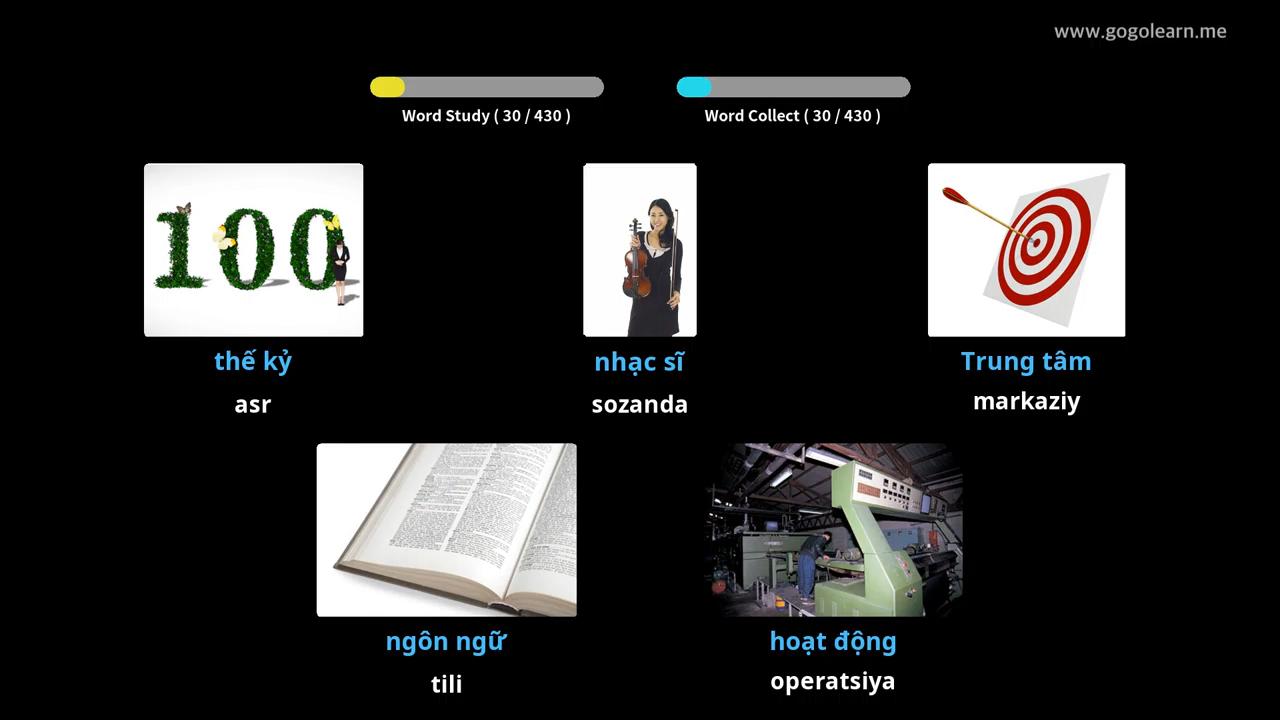 www.gogolearn.me
Word Study ( 30 / 430 )
Word Collect ( 30 / 430 )
100
thế kỷ
asr
nhạc sĩ
sozanda
Trung tâm
markaziy
ngôn ngữ
tili
hoạt động
operatsiya